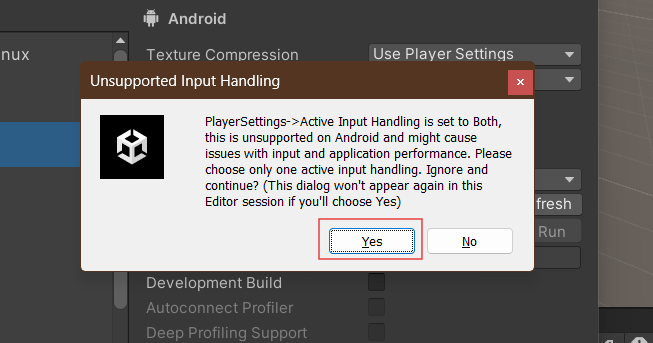 Android
nux
Texture Compression
Use Player Settings
Unsupported Input Handling
PlayerSettings->Active Input Handling is set to Both,
this is unsupported on Android and might cause
issues with input and application performance. Please
choose only one active input handling. Ignore and
continue? (This dialog won't appear again in this
Editor session if you'll choose Yes)
fresh
Run
Yes
No
Development Build
Autoconnect Profiler
Deep Profiling Support